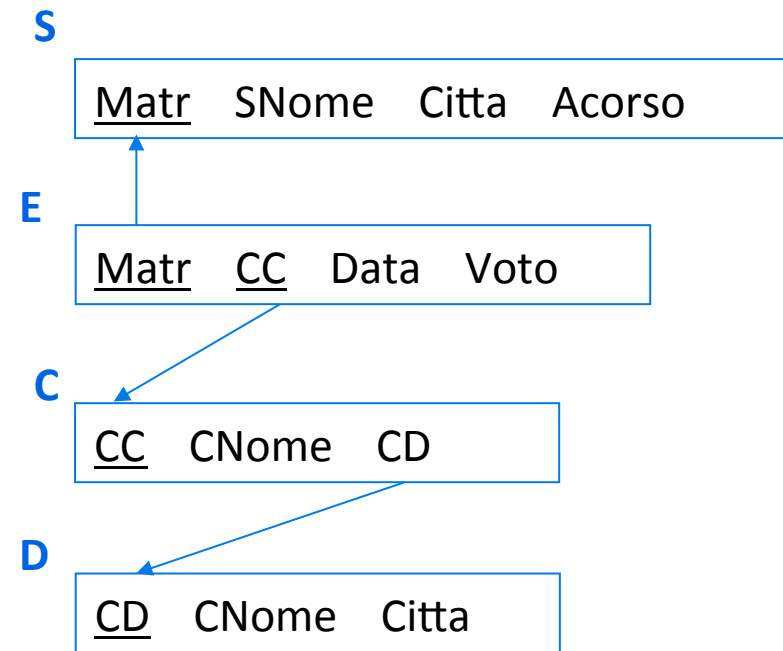 S
Matr SNome Citta Acorso
E
Matr CC Data Voto
C
CC CNome CD
D
CD CNome Citta